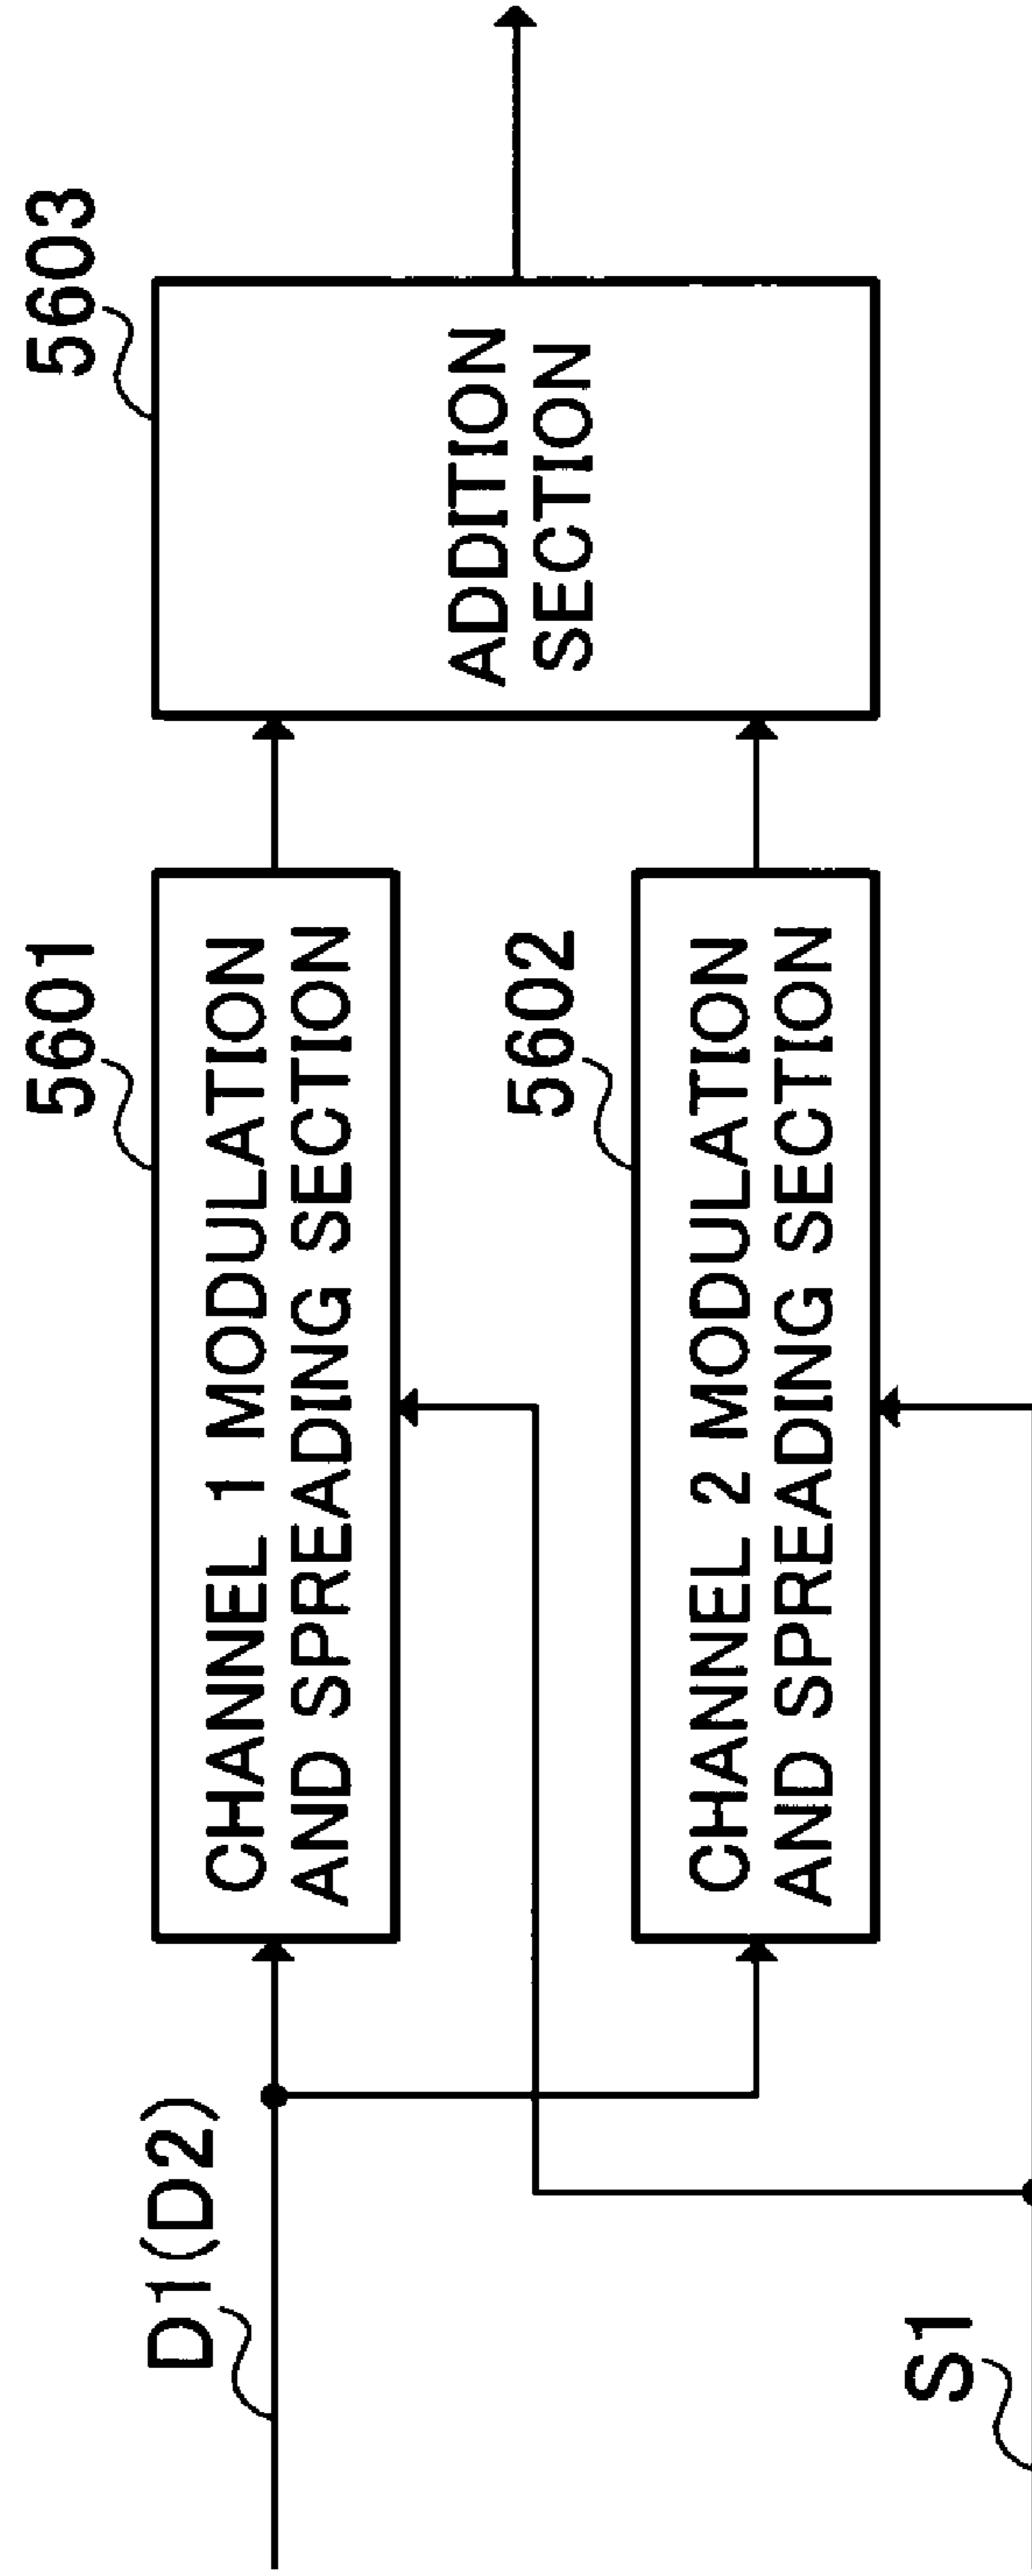 5601
5603
D1(D2)
CHANNEL 1 MODULATION
AND SPREADING SECTION
ADDITION
SECTION
5602
CHANNEL 2 MODULATION
AND SPREADING SECTION
S1